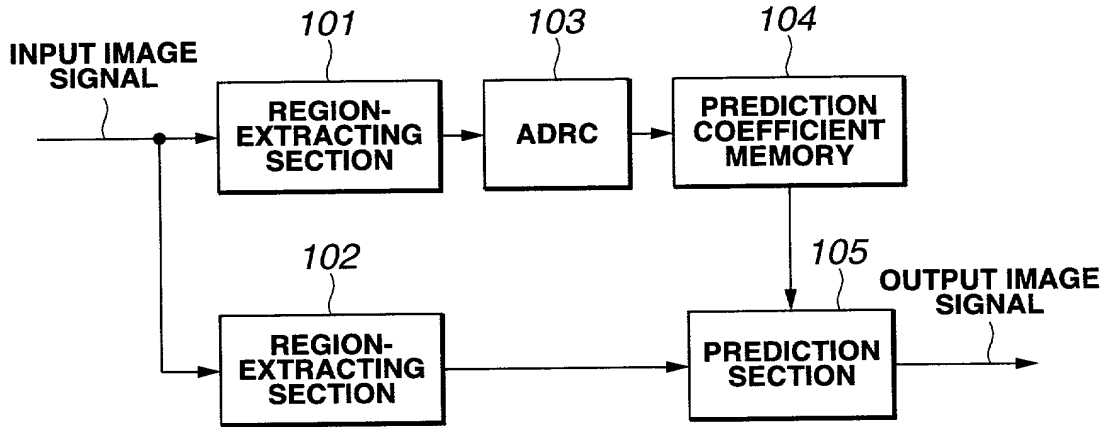 101
103
104
INPUT IMAGE
SIGNAL
REGION-
EXTRACTING
SECTION
ADRC
PREDICTION
COEFFICIENT
MEMORY
102
105
OUTPUT IMAGE
SIGNAL
REGION-
EXTRACTING
SECTION
PREDICTION
SECTION